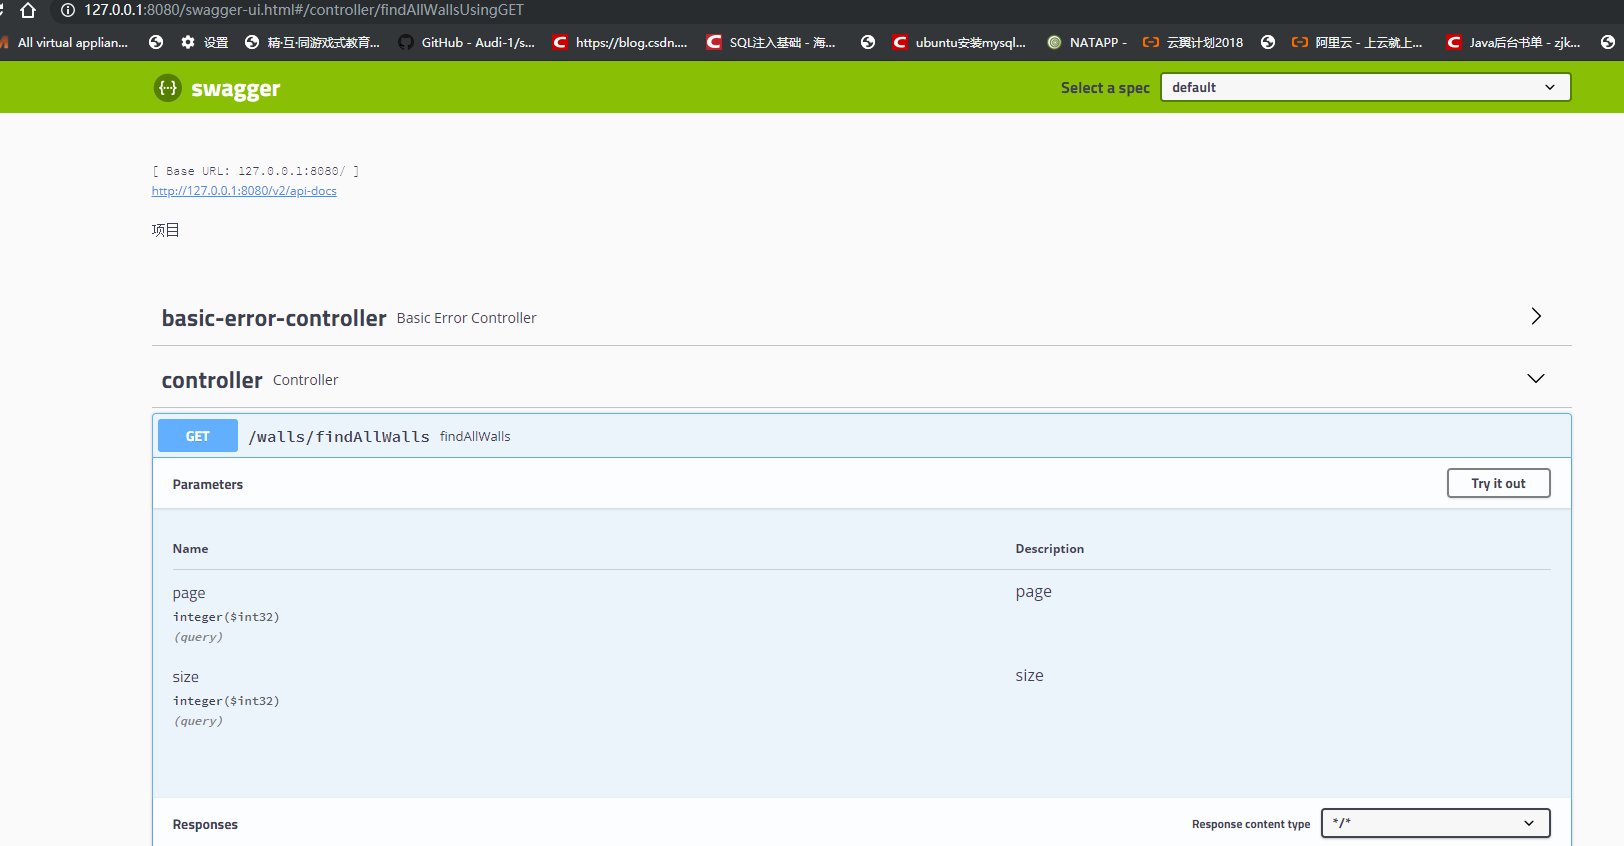 127.0.0.1:8080/swagger-ui.html#/controller/findAllWallsUsingGET
All virtual applian... 设置 精·互·同游戏式教育... GitHub - Audi-1/s... https://blog.csdn.... SQL注入基础 - 海... ubuntu安装mysql... NATAPP - 云翼计划2018 阿里云 - 上云就上... Java后台书单 - zjk...
{...} swagger Select a spec default
[ Base URL: 127.0.0.1:8080/ ]
http://127.0.0.1:8080/v2/api-docs
项目
basic-error-controller Basic Error Controller
controller Controller
GET /walls/findAllWalls findAllWalls
Parameters Try it out
Name Description
page page
integer($int32)
(query)
size size
integer($int32)
(query)
Responses Response content type */*